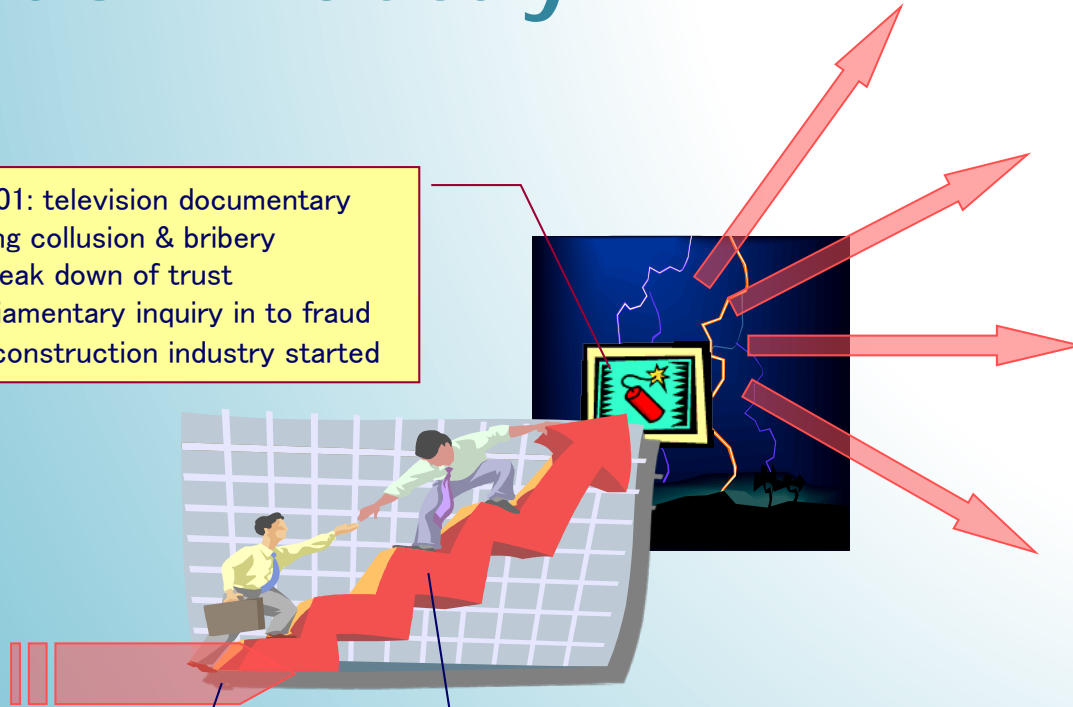 01: television documentary
ng collusion & bribery
eak down of trust
iamentary inquiry in to fraud
construction industry started